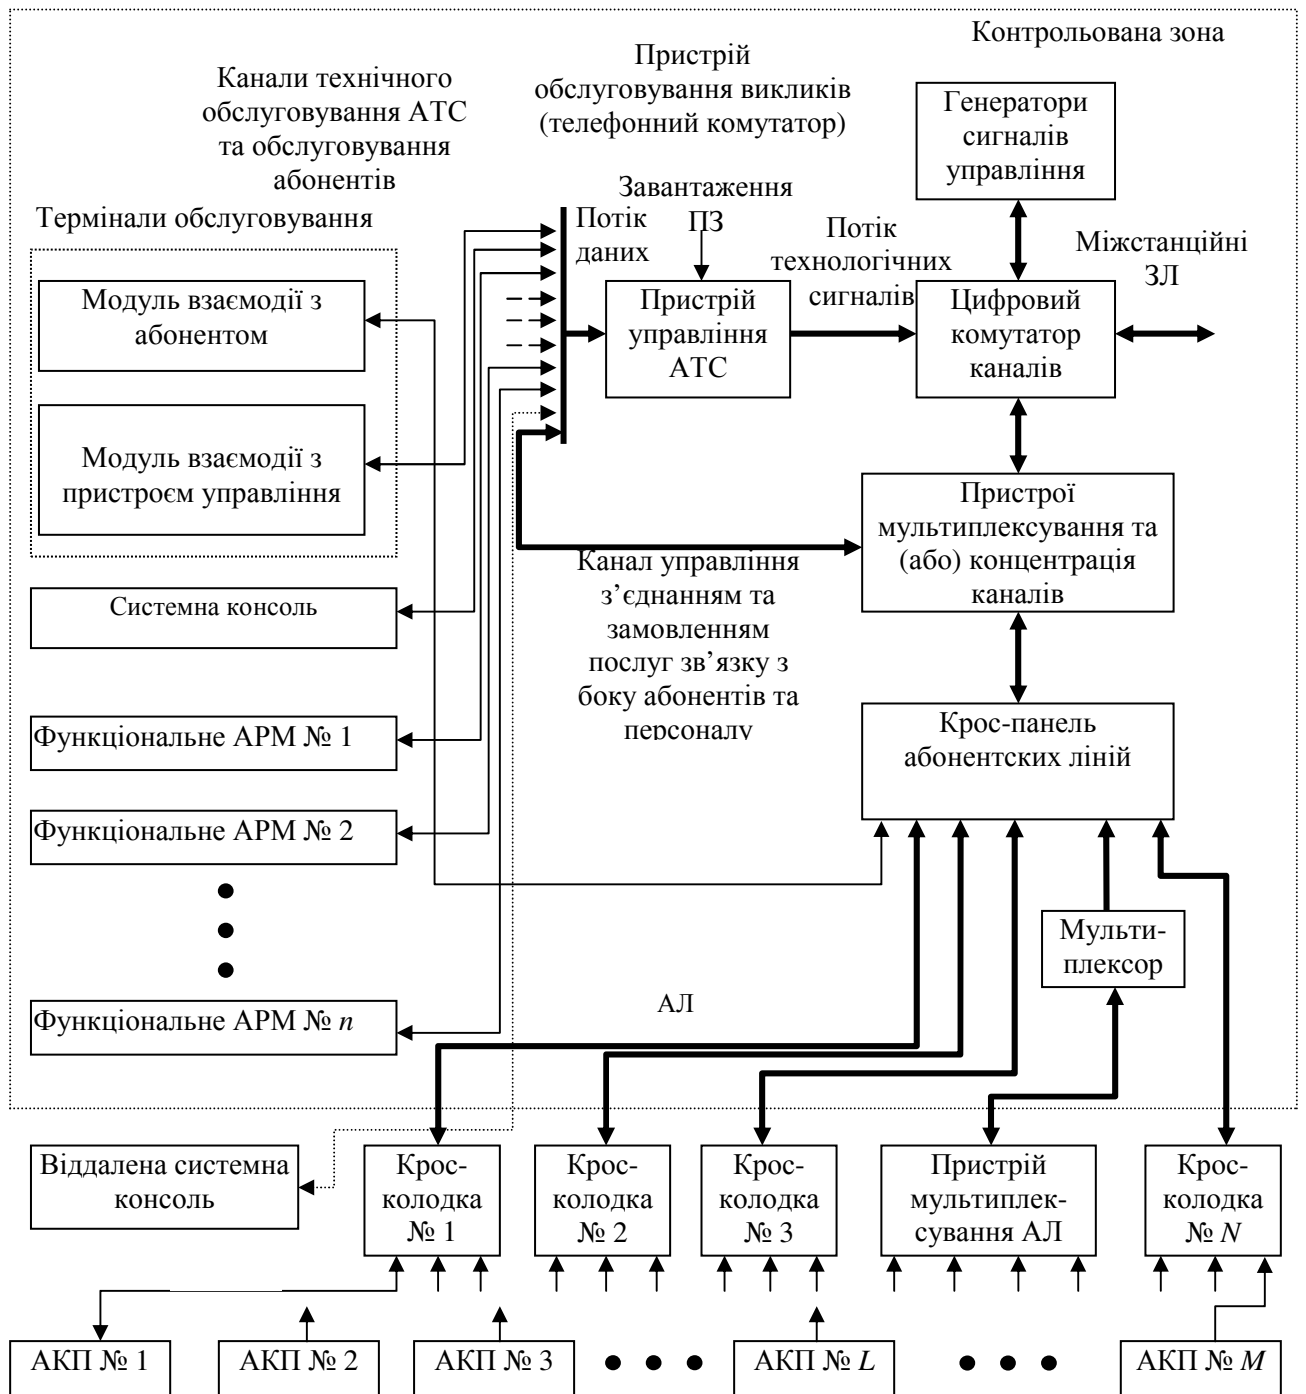 Контрольована зона
Канали технічного
обслуговування АТС
та обслуговування
абонентів
Пристрій
обслуговування викликів
(телефонний комутатор)
Генератори
сигналів
управління
Термінали обслуговування
Завантаження
ПЗ
Потік
даних
Потік
технологічних
сигналів
Міжстанційні
ЗЛ
Модуль взаємодії з
абонентом
Пристрій
управління
АТС
Цифровий
комутатор
каналів
Модуль взаємодії з
пристроєм управління
Пристрої
мультиплексування та
(або) концентрація
каналів
Канал управління
з’єднанням та
замовленням
послуг зв’язку з
боку абонентів та
персоналу
Системна консоль
Функціональне АРМ № 1
Крос-панель
абонентских ліній
Функціональне АРМ № 2
Мульти-
плексор
Функціональне АРМ № n
АЛ
Віддалена системна
консоль
Крос-
колодка
№ 1
Крос-
колодка
№ 2
Крос-
колодка
№ 3
Пристрій
мультиплек-
сування АЛ
Крос-
колодка
№ N
АКП № 1
АКП № 2
АКП № 3
АКП № L
АКП № M